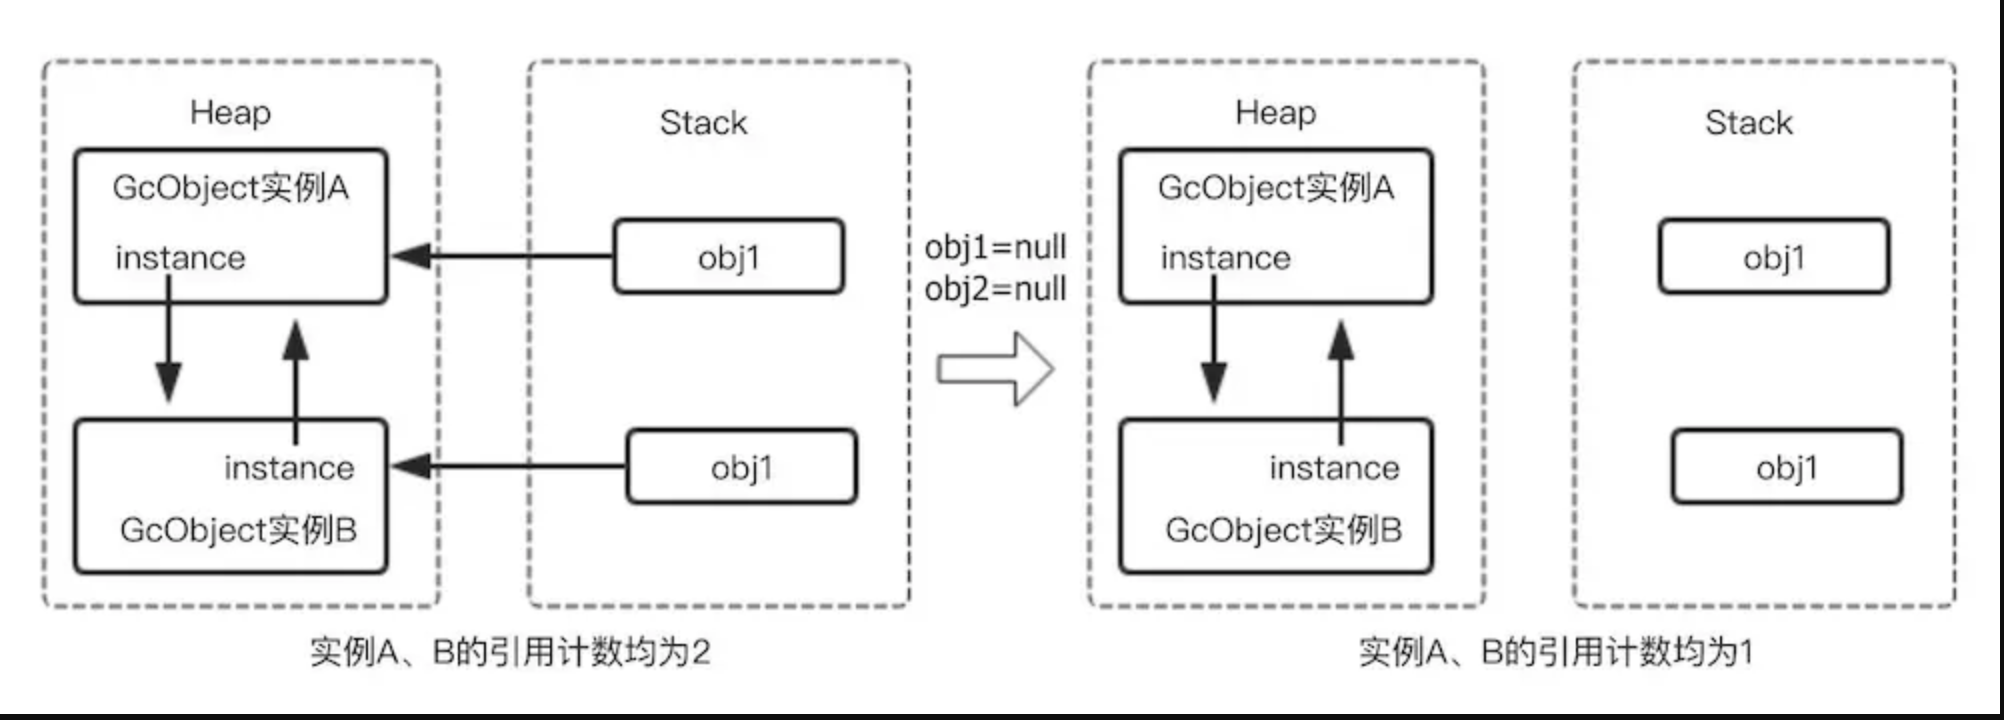 Heap
GcObject实例A
instance
instance
GcObject实例B
Stack
obj1
obj1
实例A、B的引用计数均为2
obj1=null
obj2=null
Heap
GcObject实例A
instance
instance
GcObject实例B
Stack
obj1
obj1
实例A、B的引用计数均为1